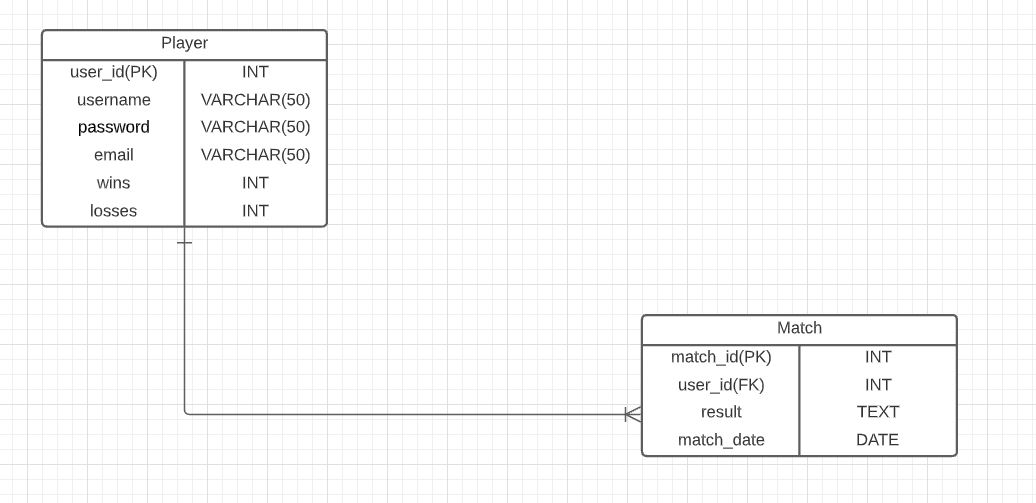 Player
user_id(PK) INT
username VARCHAR(50)
password VARCHAR(50)
email VARCHAR(50)
wins INT
losses INT
Match
match_id(PK) INT
user_id(FK) INT
result TEXT
match_date DATE